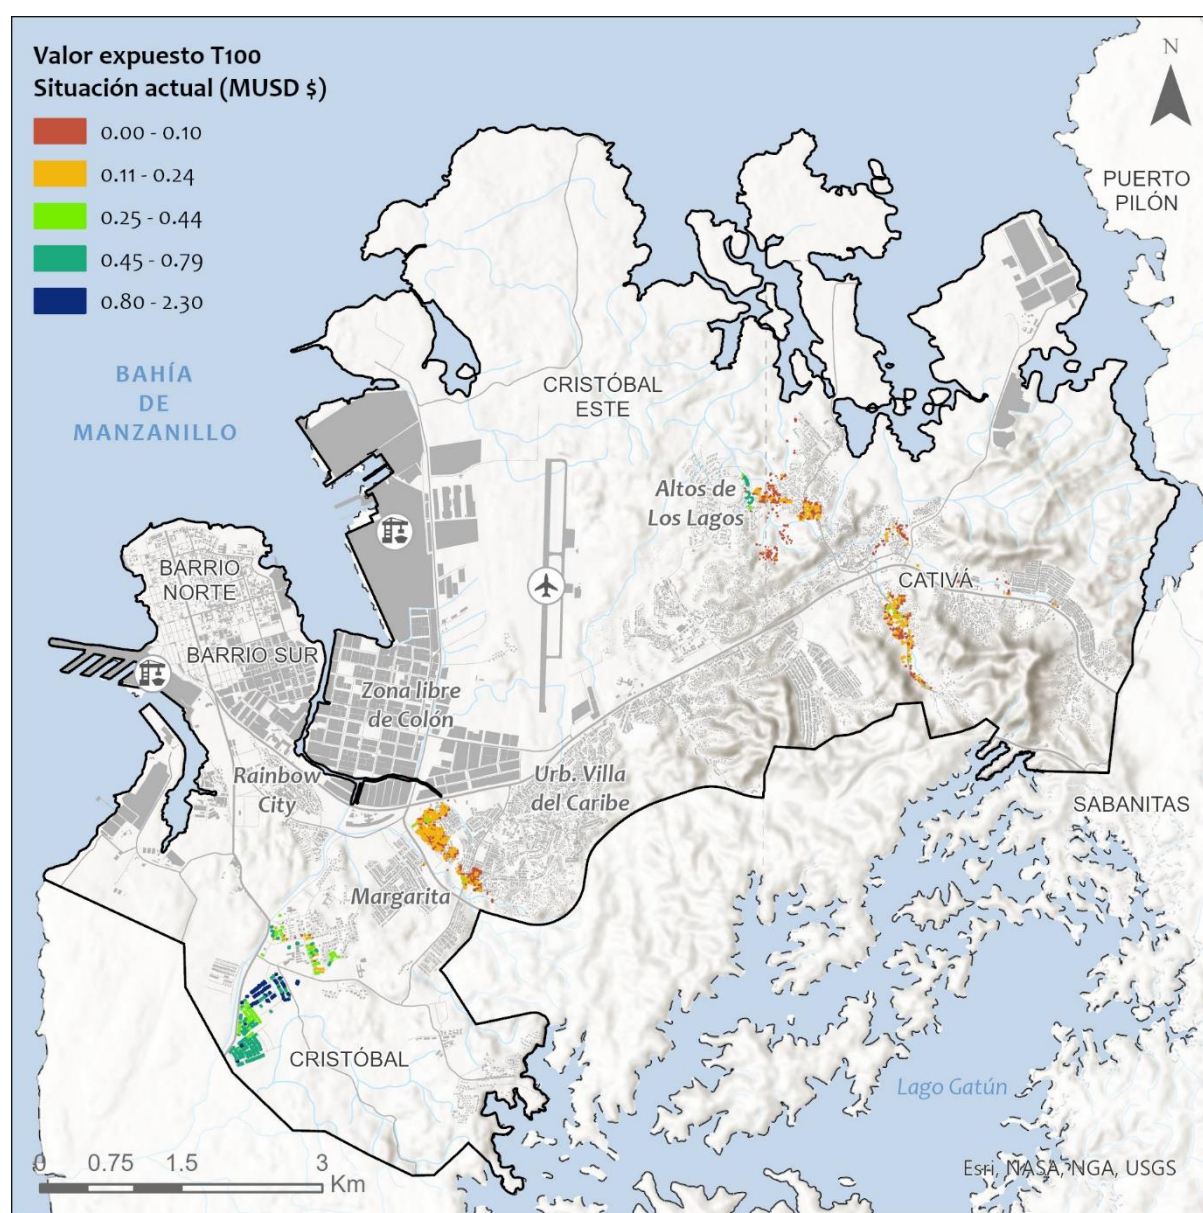 Valor expuesto T100
Situación actual (MUSD $)
0.00 - 0.10
0.11 - 0.24
0.25 - 0.44
0.45 - 0.79
0.80 - 2.30
N
PUERTO
PILÓN
BAHÍA
DE
MANZANILLO
CRISTÓBAL
ESTE
Altos de
Los Lagos
BARRIO
NORTE
CATIVÁ
BARRIO SUR
Zona libre
de Colón
Rainbow
City
Urb. Villa
del Caribe
SABANITAS
Margarita
CRISTÓBAL
Lago Gatún
0 0.75 1.5 3
Km
Esri, NASA, NGA, USGS